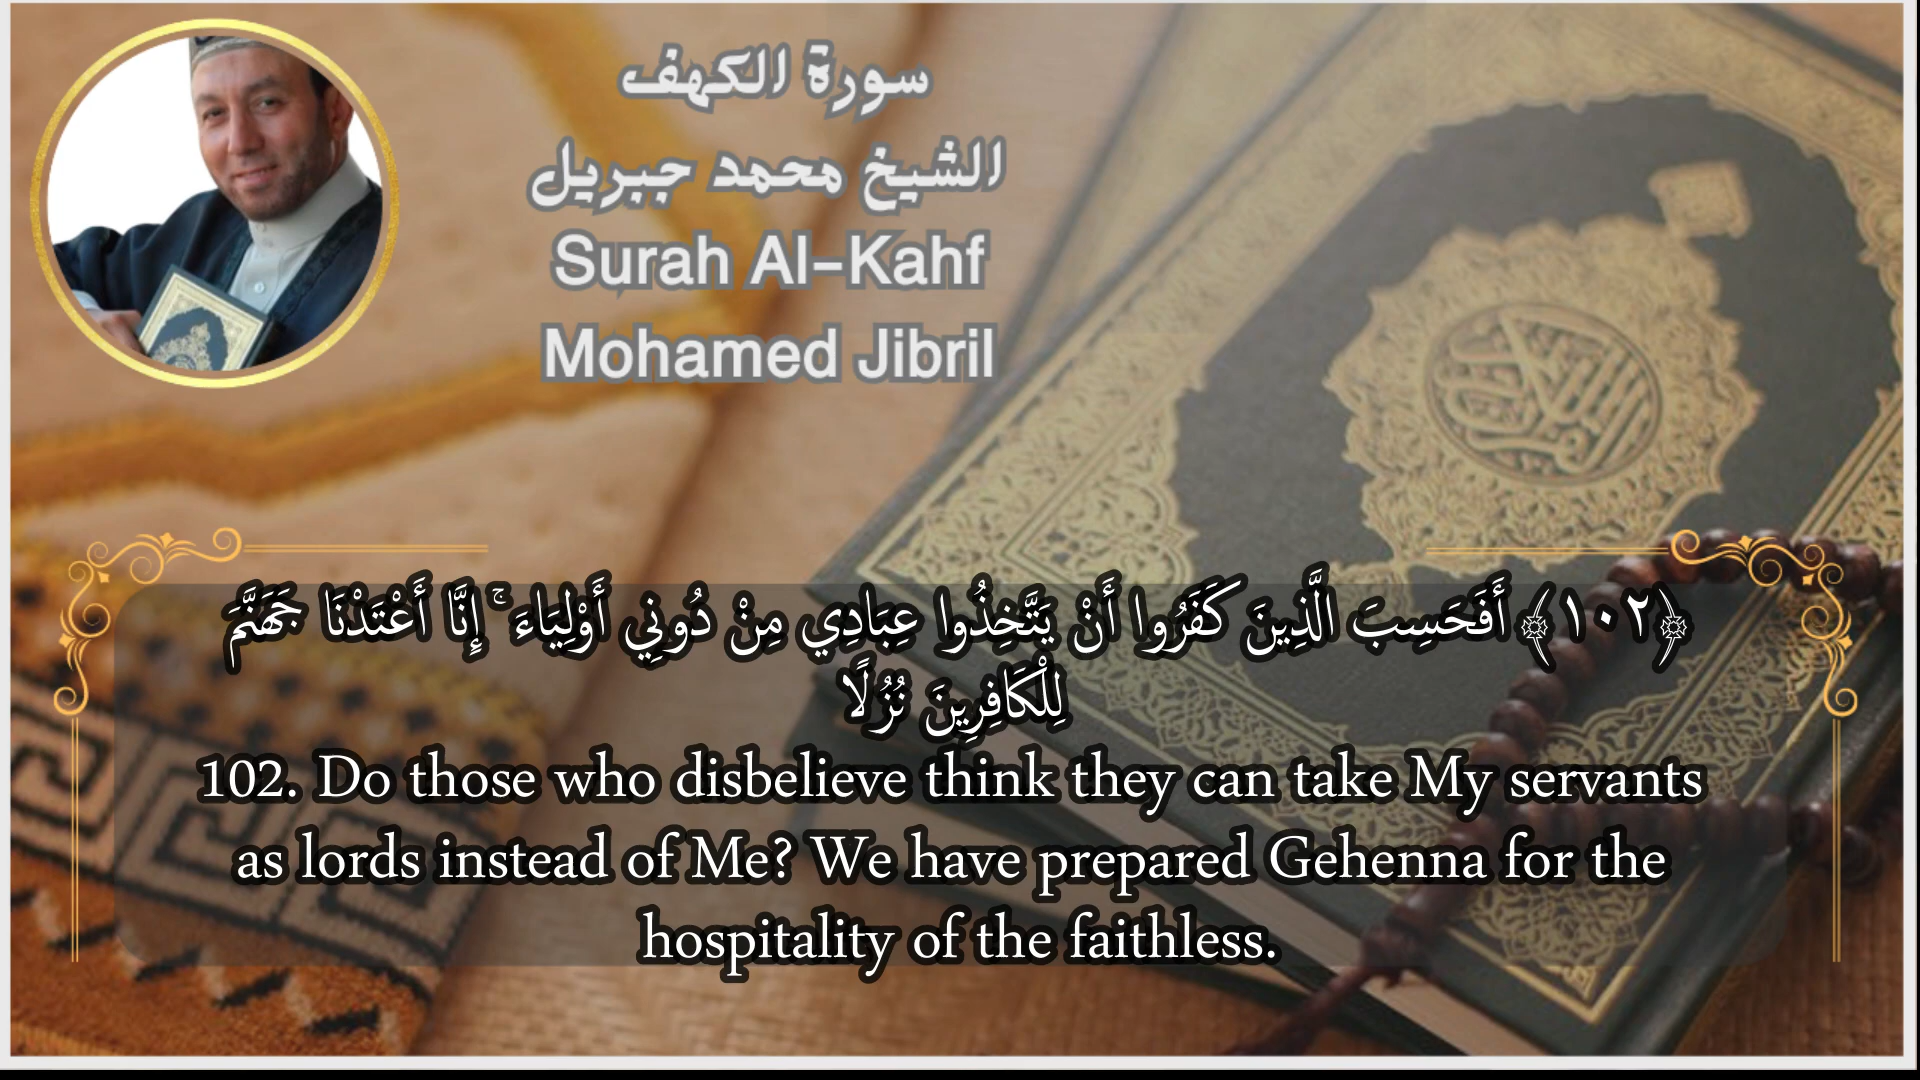 سورة الكهف
الشيخ محمد جبريل
Surah Al-Kahf
Mohamed Jibril
﴿١٠٢﴾ أَفَحَسِبَ الَّذِينَ كَفَرُوا أَنْ يَتَّخِذُوا عِبَادِي مِنْ دُونِي أَوْلِيَاءَ ۚ إِنَّا أَعْتَدْنَا جَهَنَّمَ
لِلْكَافِرِينَ نُزُلًا
102. Do those who disbelieve think they can take My servants
as lords instead of Me? We have prepared Gehenna for the
hospitality of the faithless.